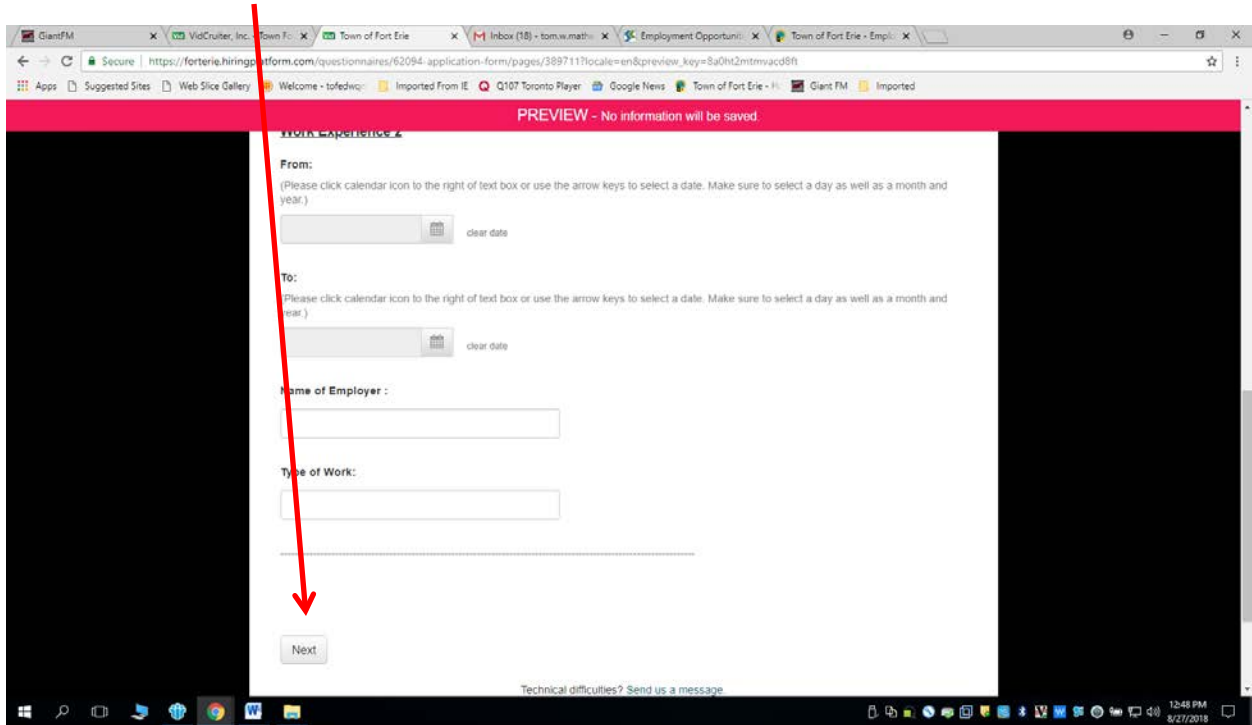 GiantFM
VidCruiter, Inc. - Town Fo
Town of Fort Erie
Inbox (18) - tom.w.mathe
Employment Opportuniti
Town of Fort Erie - Emplo
Secure | https://forterie.hiringplatform.com/questionnaires/62094-application-form/pages/389711?locale=en&preview_key=8a0ht2mtmvacd8ft
Apps Suggested Sites Web Slice Gallery Welcome - tofedwq Imported From IE Q107 Toronto Player Google News Town of Fort Erie - H Giant FM Imported
PREVIEW - No information will be saved.
Work Experience 2
From:
(Please click calendar icon to the right of text box or use the arrow keys to select a date. Make sure to select a day as well as a month and
year.)
clear date
To:
(Please click calendar icon to the right of text box or use the arrow keys to select a date. Make sure to select a day as well as a month and
year.)
clear date
Name of Employer :
Type of Work:
Next
Technical difficulties? Send us a message.
12:48 PM
8/27/2018